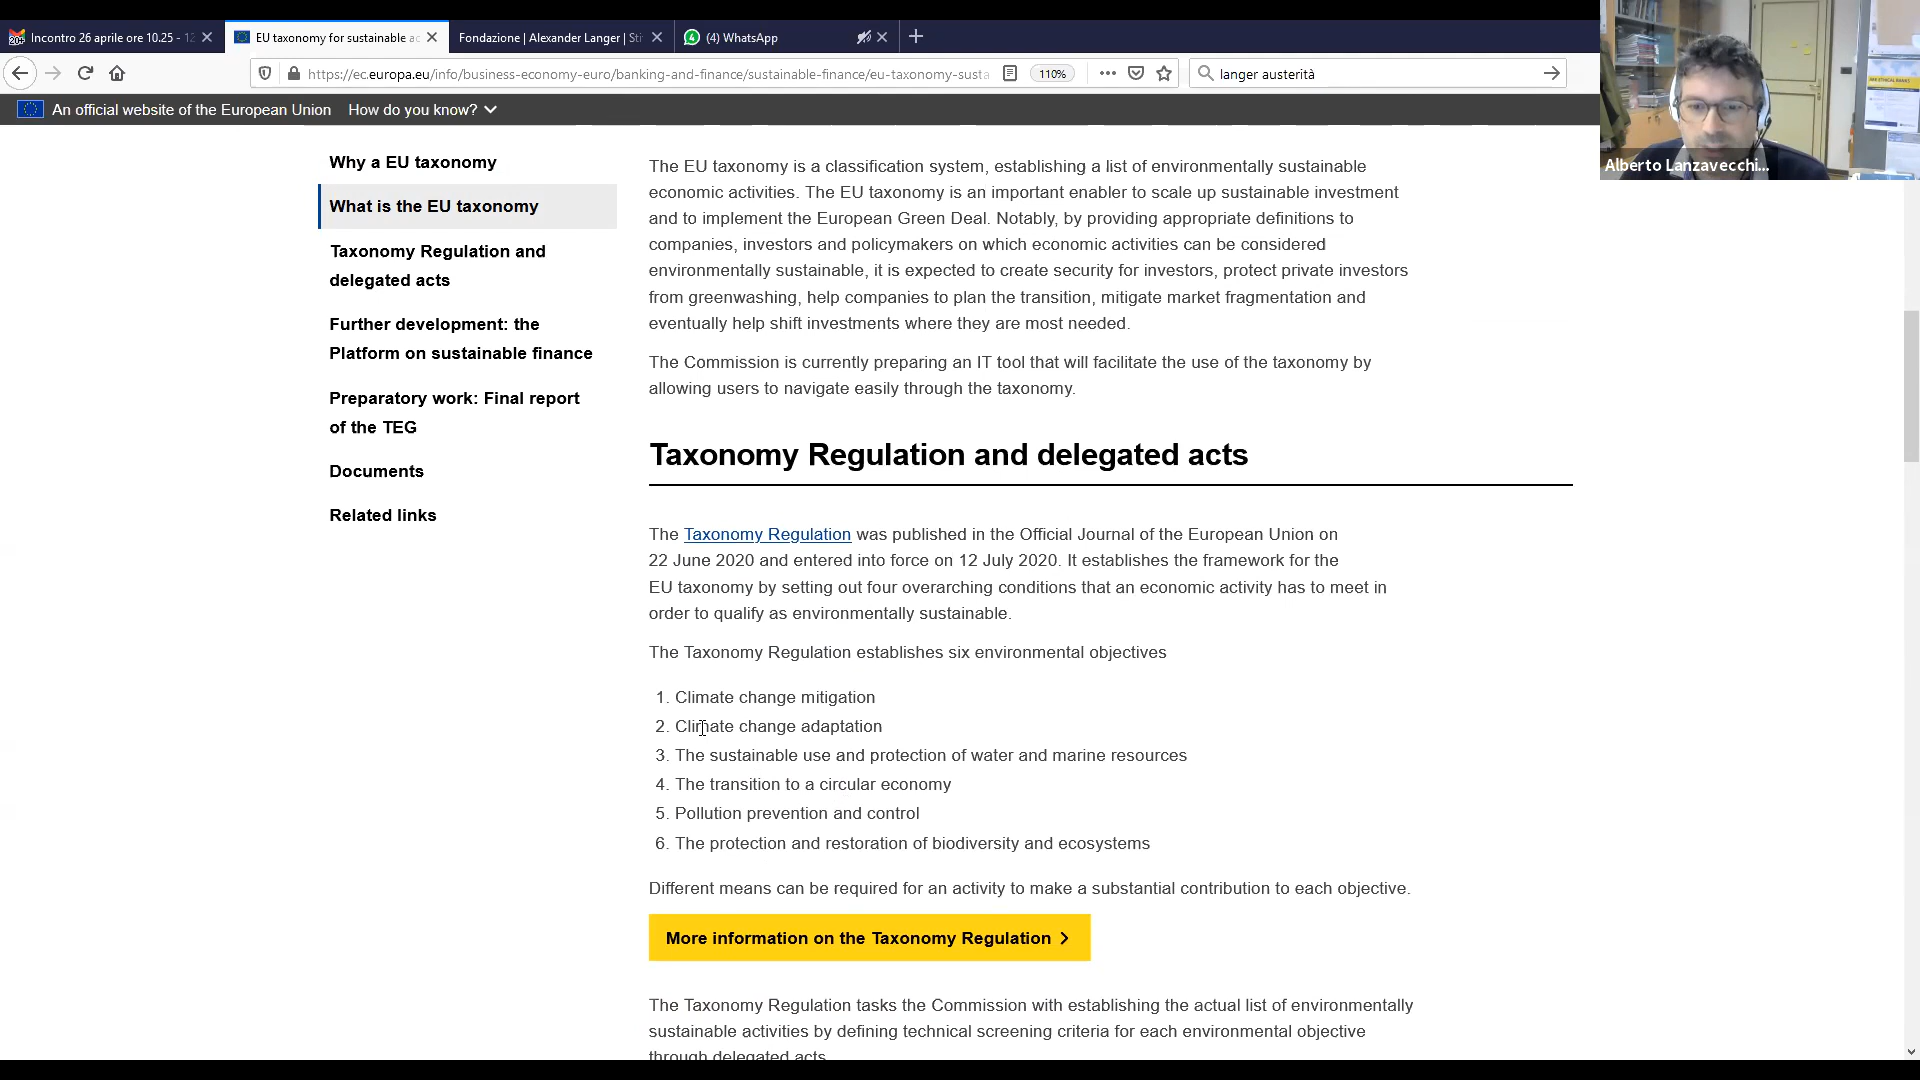 Incontro 26 aprile ore 10.25 - 12
EU taxonomy for sustainable ac
Fondazione | Alexander Langer | Sti
(4) WhatsApp
https://ec.europa.eu/info/business-economy-euro/banking-and-finance/sustainable-finance/eu-taxonomy-susta
110%
langer austerità
An official website of the European Union How do you know?
Why a EU taxonomy
What is the EU taxonomy
Taxonomy Regulation and
delegated acts
Further development: the
Platform on sustainable finance
Preparatory work: Final report
of the TEG
Documents
Related links
The EU taxonomy is a classification system, establishing a list of environmentally sustainable
economic activities. The EU taxonomy is an important enabler to scale up sustainable investment
and to implement the European Green Deal. Notably, by providing appropriate definitions to
companies, investors and policymakers on which economic activities can be considered
environmentally sustainable, it is expected to create security for investors, protect private investors
from greenwashing, help companies to plan the transition, mitigate market fragmentation and
eventually help shift investments where they are most needed.
The Commission is currently preparing an IT tool that will facilitate the use of the taxonomy by
allowing users to navigate easily through the taxonomy.
Taxonomy Regulation and delegated acts
The Taxonomy Regulation was published in the Official Journal of the European Union on
22 June 2020 and entered into force on 12 July 2020. It establishes the framework for the
EU taxonomy by setting out four overarching conditions that an economic activity has to meet in
order to qualify as environmentally sustainable.
The Taxonomy Regulation establishes six environmental objectives
1. Climate change mitigation
2. Climate change adaptation
3. The sustainable use and protection of water and marine resources
4. The transition to a circular economy
5. Pollution prevention and control
6. The protection and restoration of biodiversity and ecosystems
Different means can be required for an activity to make a substantial contribution to each objective.
More information on the Taxonomy Regulation
The Taxonomy Regulation tasks the Commission with establishing the actual list of environmentally
sustainable activities by defining technical screening criteria for each environmental objective
through delegated acts
Alberto Lanzavecchi...